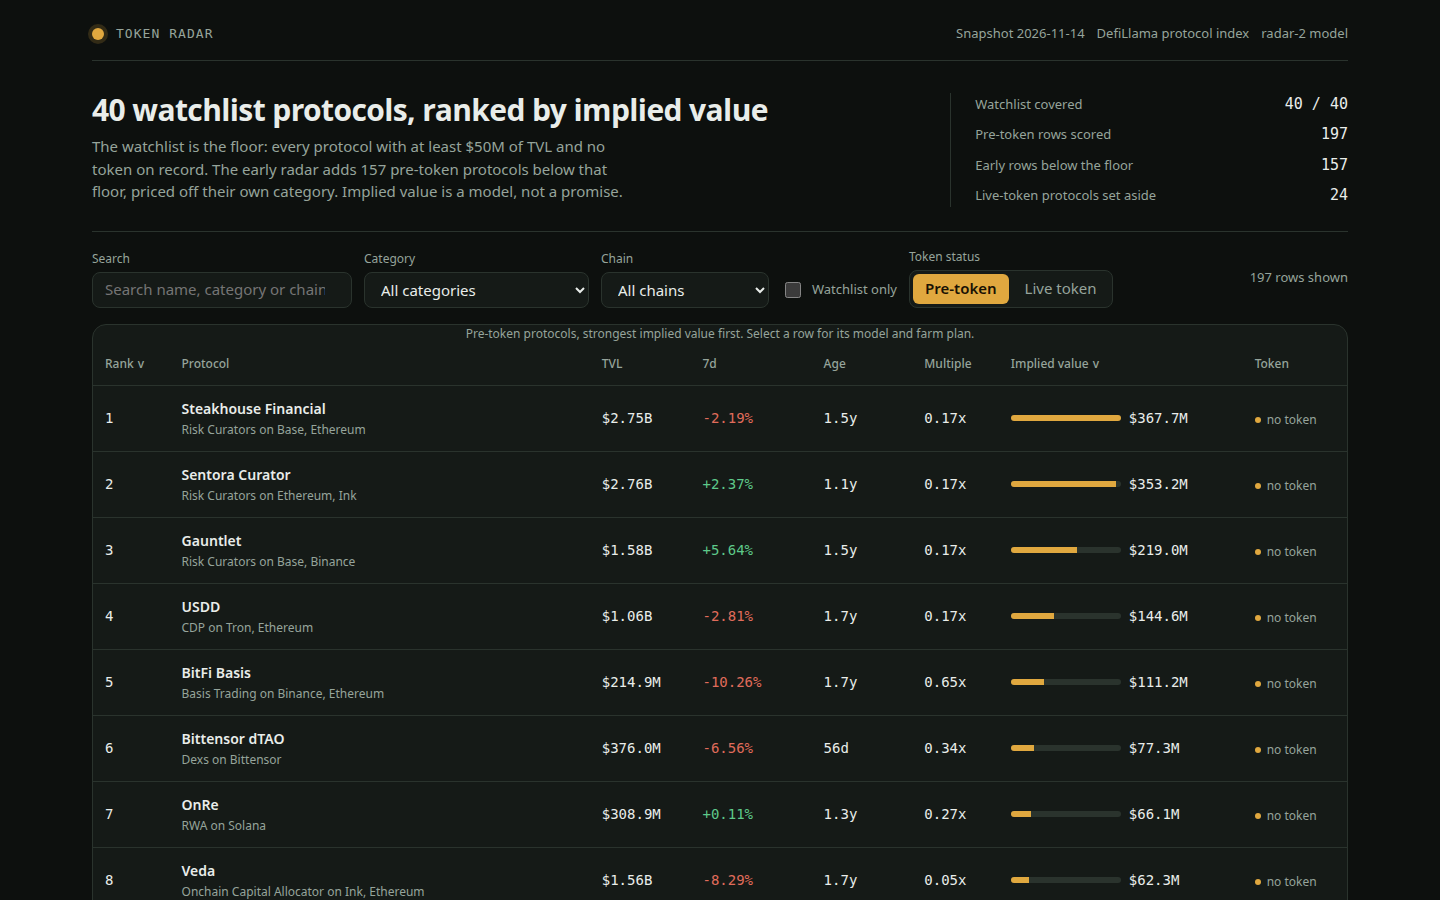 TOKEN RADAR
Snapshot 2026-11-14 DefiLlama protocol index radar-2 model
40 watchlist protocols, ranked by implied value
The watchlist is the floor: every protocol with at least $50M of TVL and no
token on record. The early radar adds 157 pre-token protocols below that
floor, priced off their own category. Implied value is a model, not a promise.
Watchlist covered 40 / 40
Pre-token rows scored 197
Early rows below the floor 157
Live-token protocols set aside 24
Search Category Chain Token status
Search name, category or chain All categories All chains Watchlist only Pre-token Live token 197 rows shown
Pre-token protocols, strongest implied value first. Select a row for its model and farm plan.
Rank v Protocol TVL 7d Age Multiple Implied value v Token
1 Steakhouse Financial $2.75B -2.19% 1.5y 0.17x $367.7M no token
Risk Curators on Base, Ethereum
2 Sentora Curator $2.76B +2.37% 1.1y 0.17x $353.2M no token
Risk Curators on Ethereum, Ink
3 Gauntlet $1.58B +5.64% 1.5y 0.17x $219.0M no token
Risk Curators on Base, Binance
4 USDD $1.06B -2.81% 1.7y 0.17x $144.6M no token
CDP on Tron, Ethereum
5 BitFi Basis $214.9M -10.26% 1.7y 0.65x $111.2M no token
Basis Trading on Binance, Ethereum
6 Bittensor dTAO $376.0M -6.56% 56d 0.34x $77.3M no token
Dexs on Bittensor
7 OnRe $308.9M +0.11% 1.3y 0.27x $66.1M no token
RWA on Solana
8 Veda $1.56B -8.29% 1.7y 0.05x $62.3M no token
Onchain Capital Allocator on Ink, Ethereum